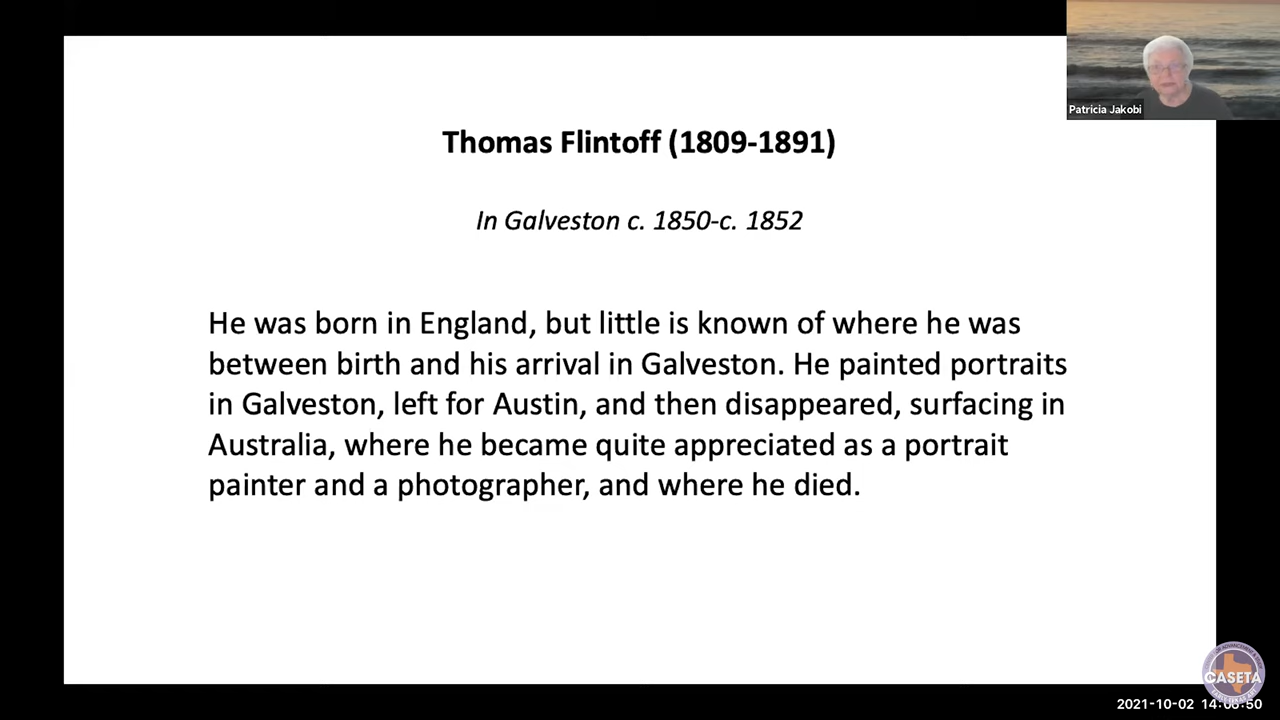 Patricia Jakobi
Thomas Flintoff (1809-1891)
In Galveston c. 1850-c. 1852
He was born in England, but little is known of where he was
between birth and his arrival in Galveston. He painted portraits
in Galveston, left for Austin, and then disappeared, surfacing in
Australia, where he became quite appreciated as a portrait
painter and a photographer, and where he died.
CASETA
2021-10-02